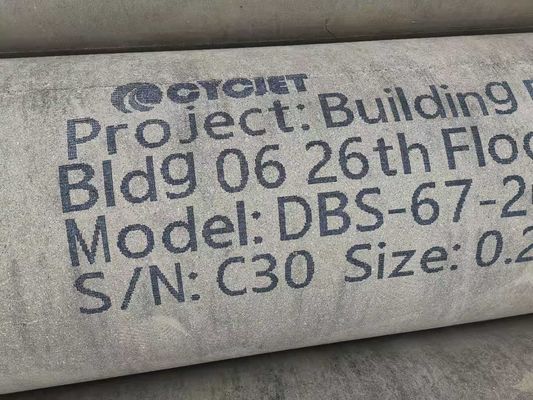 CYCJET
Project: Building
Bldg 06 26th Floo
Model: DBS-67-2
S/N: C30 Size: 0.2